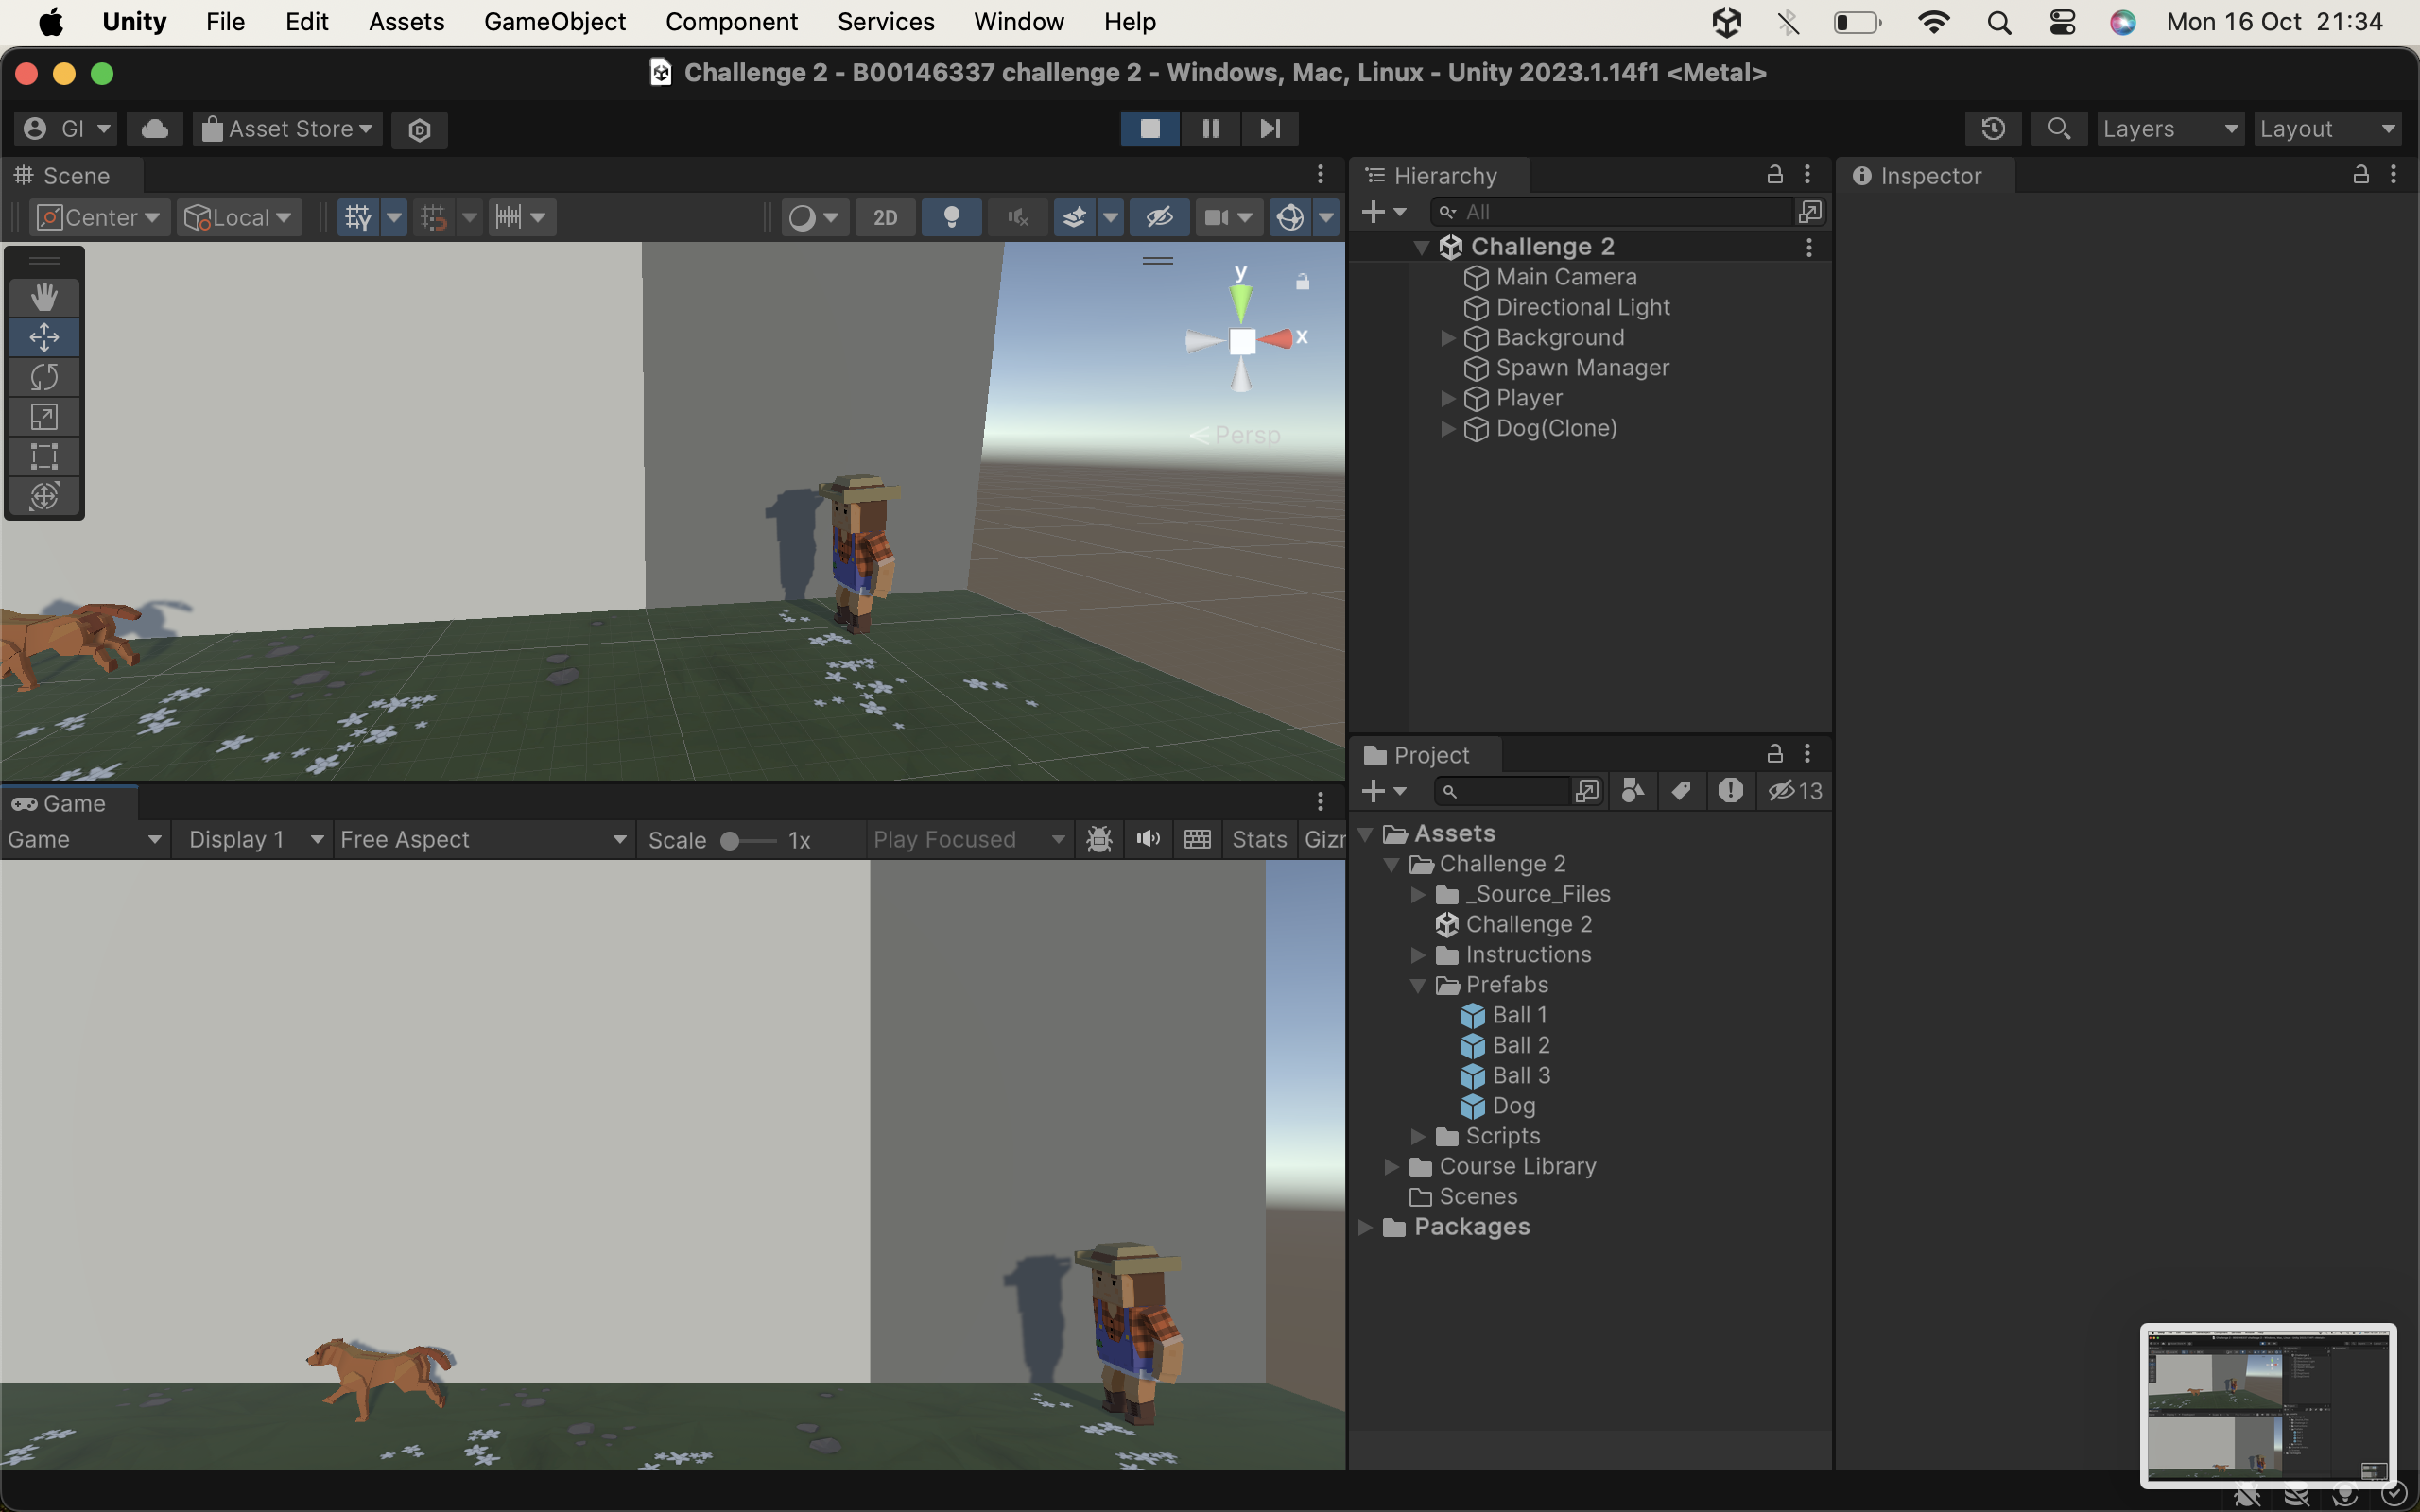 Unity File Edit Assets GameObject Component Services Window Help Mon 16 Oct 21:34
Challenge 2 - B00146337 challenge 2 - Windows, Mac, Linux - Unity 2023.1.14f1 <Metal>
GI Asset Store Layers Layout
Scene
Center Local 2D
y
x
Persp
Hierarchy
All
Challenge 2
Main Camera
Directional Light
Background
Spawn Manager
Player
Dog(Clone)
Inspector
Game
Game Display 1 Free Aspect Scale 1x Play Focused Stats Giz
Project
13
Assets
Challenge 2
_Source_Files
Challenge 2
Instructions
Prefabs
Ball 1
Ball 2
Ball 3
Dog
Scripts
Course Library
Scenes
Packages